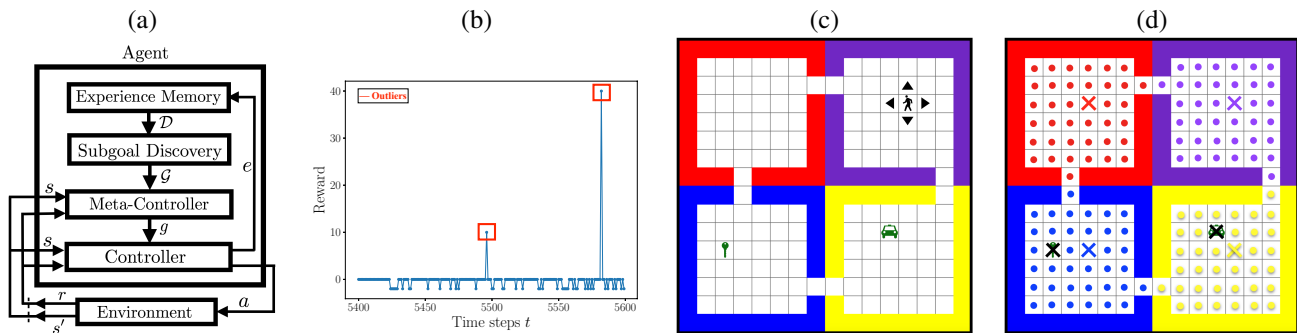 (a)
Agent
Experience Memory
𝒟
Subgoal Discovery
𝒢
e
s
Meta-Controller
g
s
Controller
r
a
s′
Environment
(b)
Outliers
Reward
40
30
20
10
0
5400
5450
5500
5550
5600
Time steps t
(c)
(d)